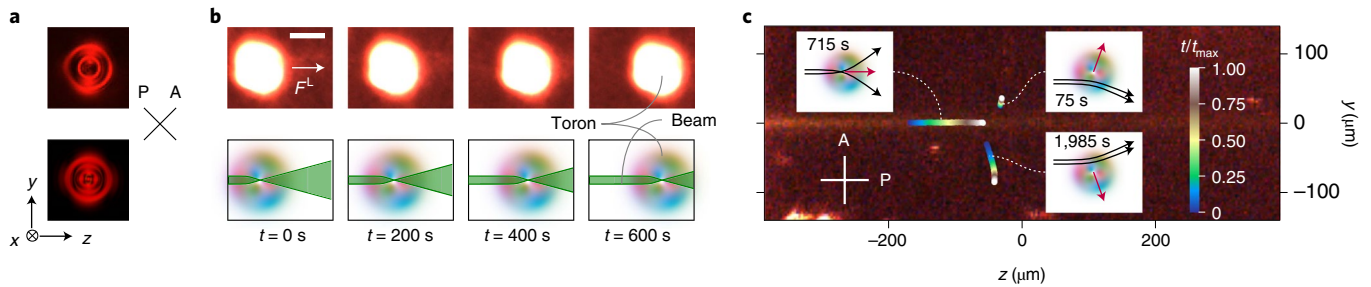 a
P A
y
x
z
b
F^L
Toron
Beam
t = 0 s
t = 200 s
t = 400 s
t = 600 s
c
715 s
75 s
1,985 s
A
P
t/t_max
1.00
0.75
0.50
0.25
0
100
0
−100
y (μm)
−200
0
200
z (μm)